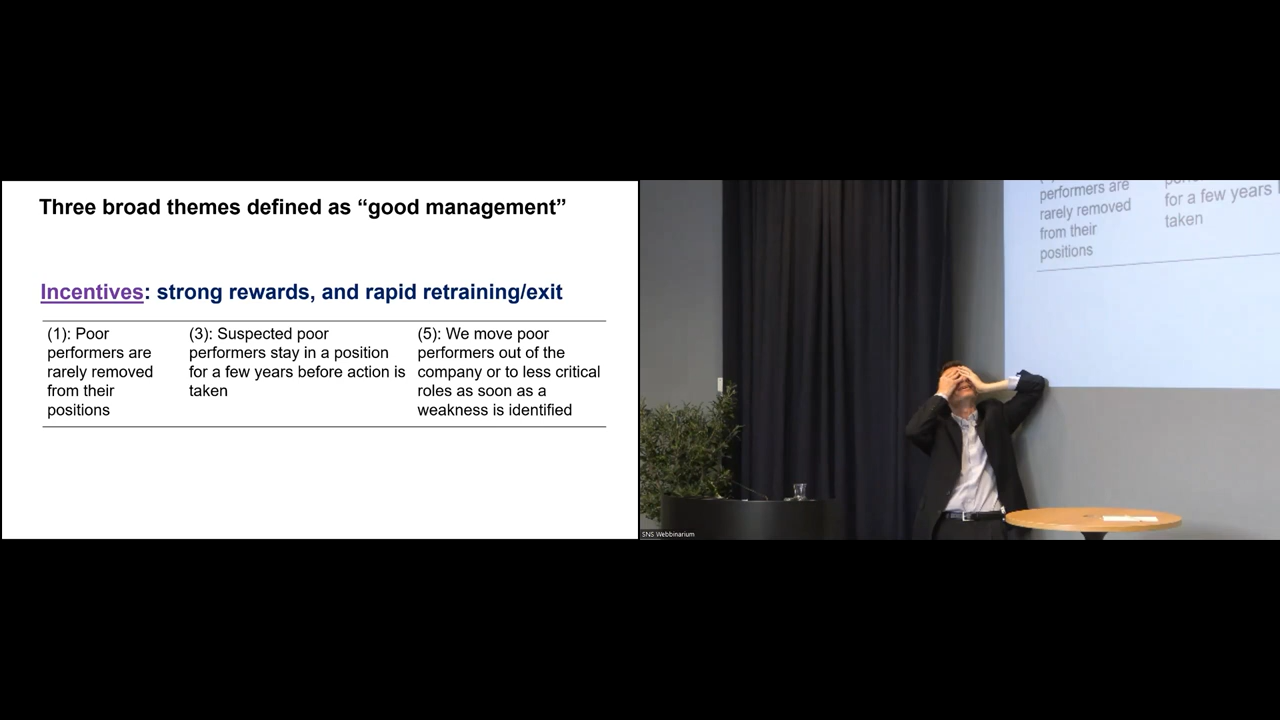 Three broad themes defined as “good management”
Incentives: strong rewards, and rapid retraining/exit
(1): Poor
performers are
rarely removed
from their
positions
(3): Suspected poor
performers stay in a position
for a few years before action is
taken
(5): We move poor
performers out of the
company or to less critical
roles as soon as a
weakness is identified
performers are
rarely removed
from their
positions
for a few years
taken
SNS Webbinarium